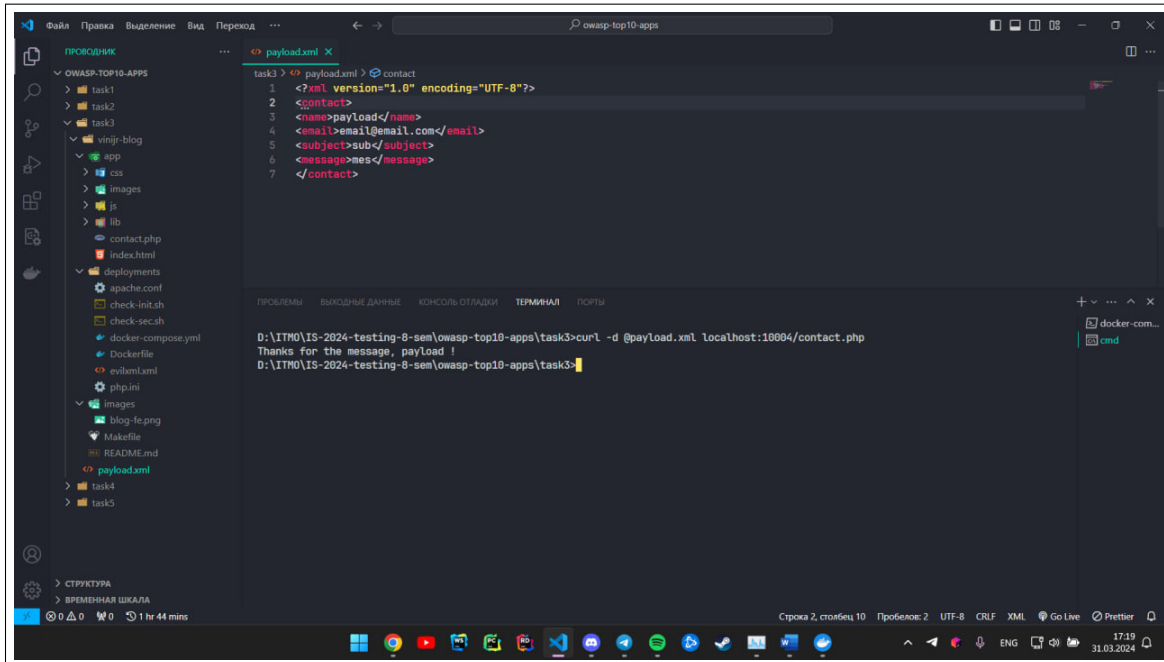 Файл Правка Выделение Вид Переход ··· owasp-top10-apps
ПРОВОДНИК ···
OWASP-TOP10-APPS
task1
task2
task3
vinijr-blog
app
css
images
js
lib
contact.php
index.html
deployments
apache.conf
check-init.sh
check-sec.sh
docker-compose.yml
Dockerfile
evilxml.xml
php.ini
images
blog-fe.png
Makefile
README.md
payload.xml
task4
task5
СТРУКТУРА
ВРЕМЕННАЯ ШКАЛА
payload.xml
task3 > payload.xml > contact
1 <?xml version="1.0" encoding="UTF-8"?>
2 <contact>
3 <name>payload</name>
4 <email>email@email.com</email>
5 <subject>sub</subject>
6 <message>mes</message>
7 </contact>
ПРОБЛЕМЫ ВЫХОДНЫЕ ДАННЫЕ КОНСОЛЬ ОТЛАДКИ ТЕРМИНАЛ ПОРТЫ
D:\ITMO\IS-2024-testing-8-sem\owasp-top10-apps\task3>curl -d @payload.xml localhost:10004/contact.php
Thanks for the message, payload !
D:\ITMO\IS-2024-testing-8-sem\owasp-top10-apps\task3>
docker-com...
cmd
0 0 0 1 hr 44 mins Строка 2, столбец 10 Пробелов: 2 UTF-8 CRLF XML Go Live Prettier
WS PC RD ENG 17:19
31.03.2024